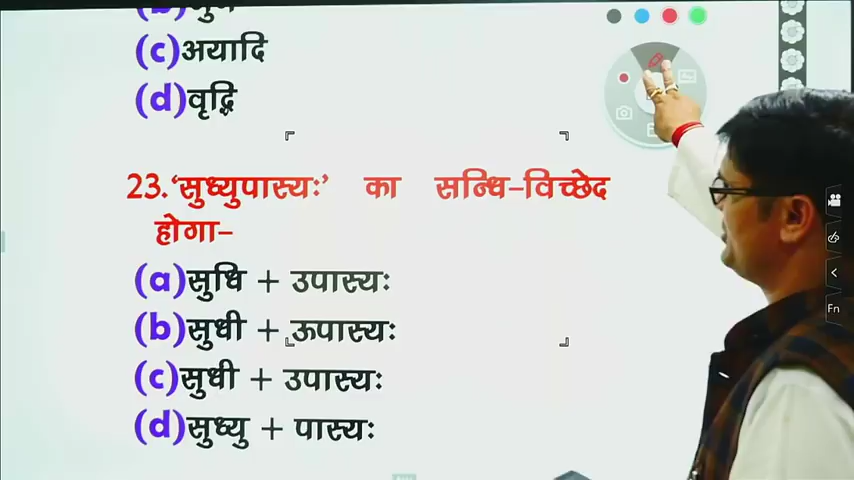 (c)अयादि
(d)वृद्धि
23.‘सुध्युपास्यः’ का सन्धि-विच्छेद
होगा-
(a)सुधि + उपास्यः
(b)सुधी + ऊपास्यः
(c)सुधी + उपास्यः
(d)सुध्यु + पास्यः
Fn